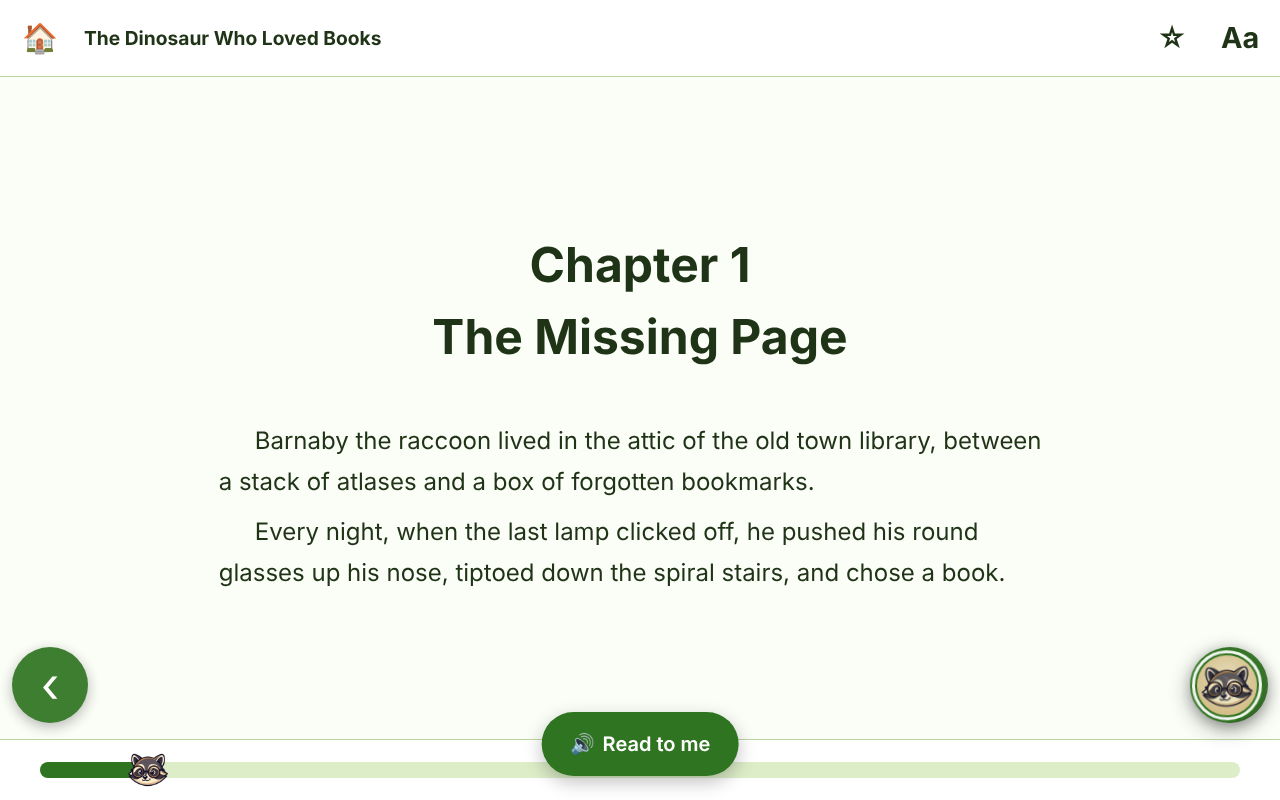 The Dinosaur Who Loved Books
Aa
Chapter 1
The Missing Page
Barnaby the raccoon lived in the attic of the old town library, between
a stack of atlases and a box of forgotten bookmarks.
Every night, when the last lamp clicked off, he pushed his round
glasses up his nose, tiptoed down the spiral stairs, and chose a book.
Read to me